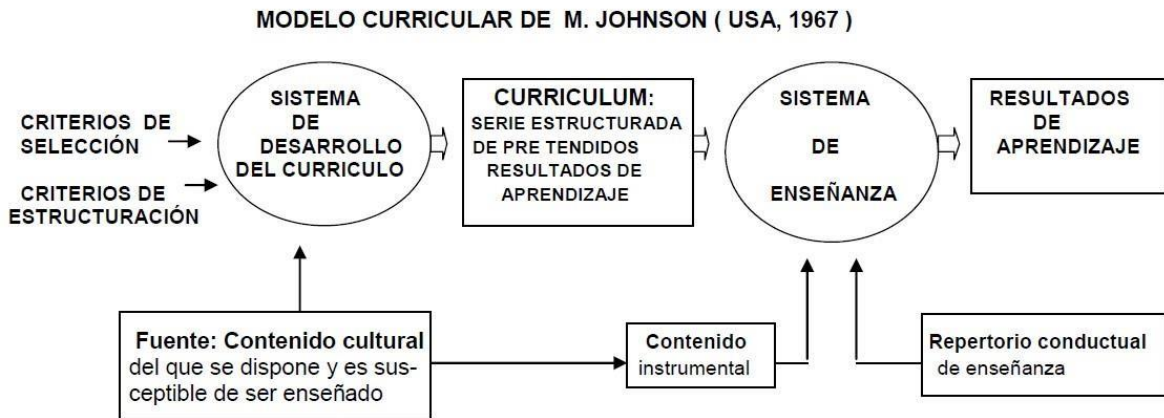 MODELO CURRICULAR DE M. JOHNSON ( USA, 1967 )
CRITERIOS DE
SELECCIÓN
CRITERIOS DE
ESTRUCTURACIÓN
SISTEMA
DE
DESARROLLO
DEL CURRICULO
CURRICULUM:
SERIE ESTRUCTURADA
DE PRE TENDIDOS
RESULTADOS DE
APRENDIZAJE
SISTEMA
DE
ENSEÑANZA
RESULTADOS
DE
APRENDIZAJE
Fuente: Contenido cultural
del que se dispone y es sus-
ceptible de ser enseñado
Contenido
instrumental
Repertorio conductual
de enseñanza